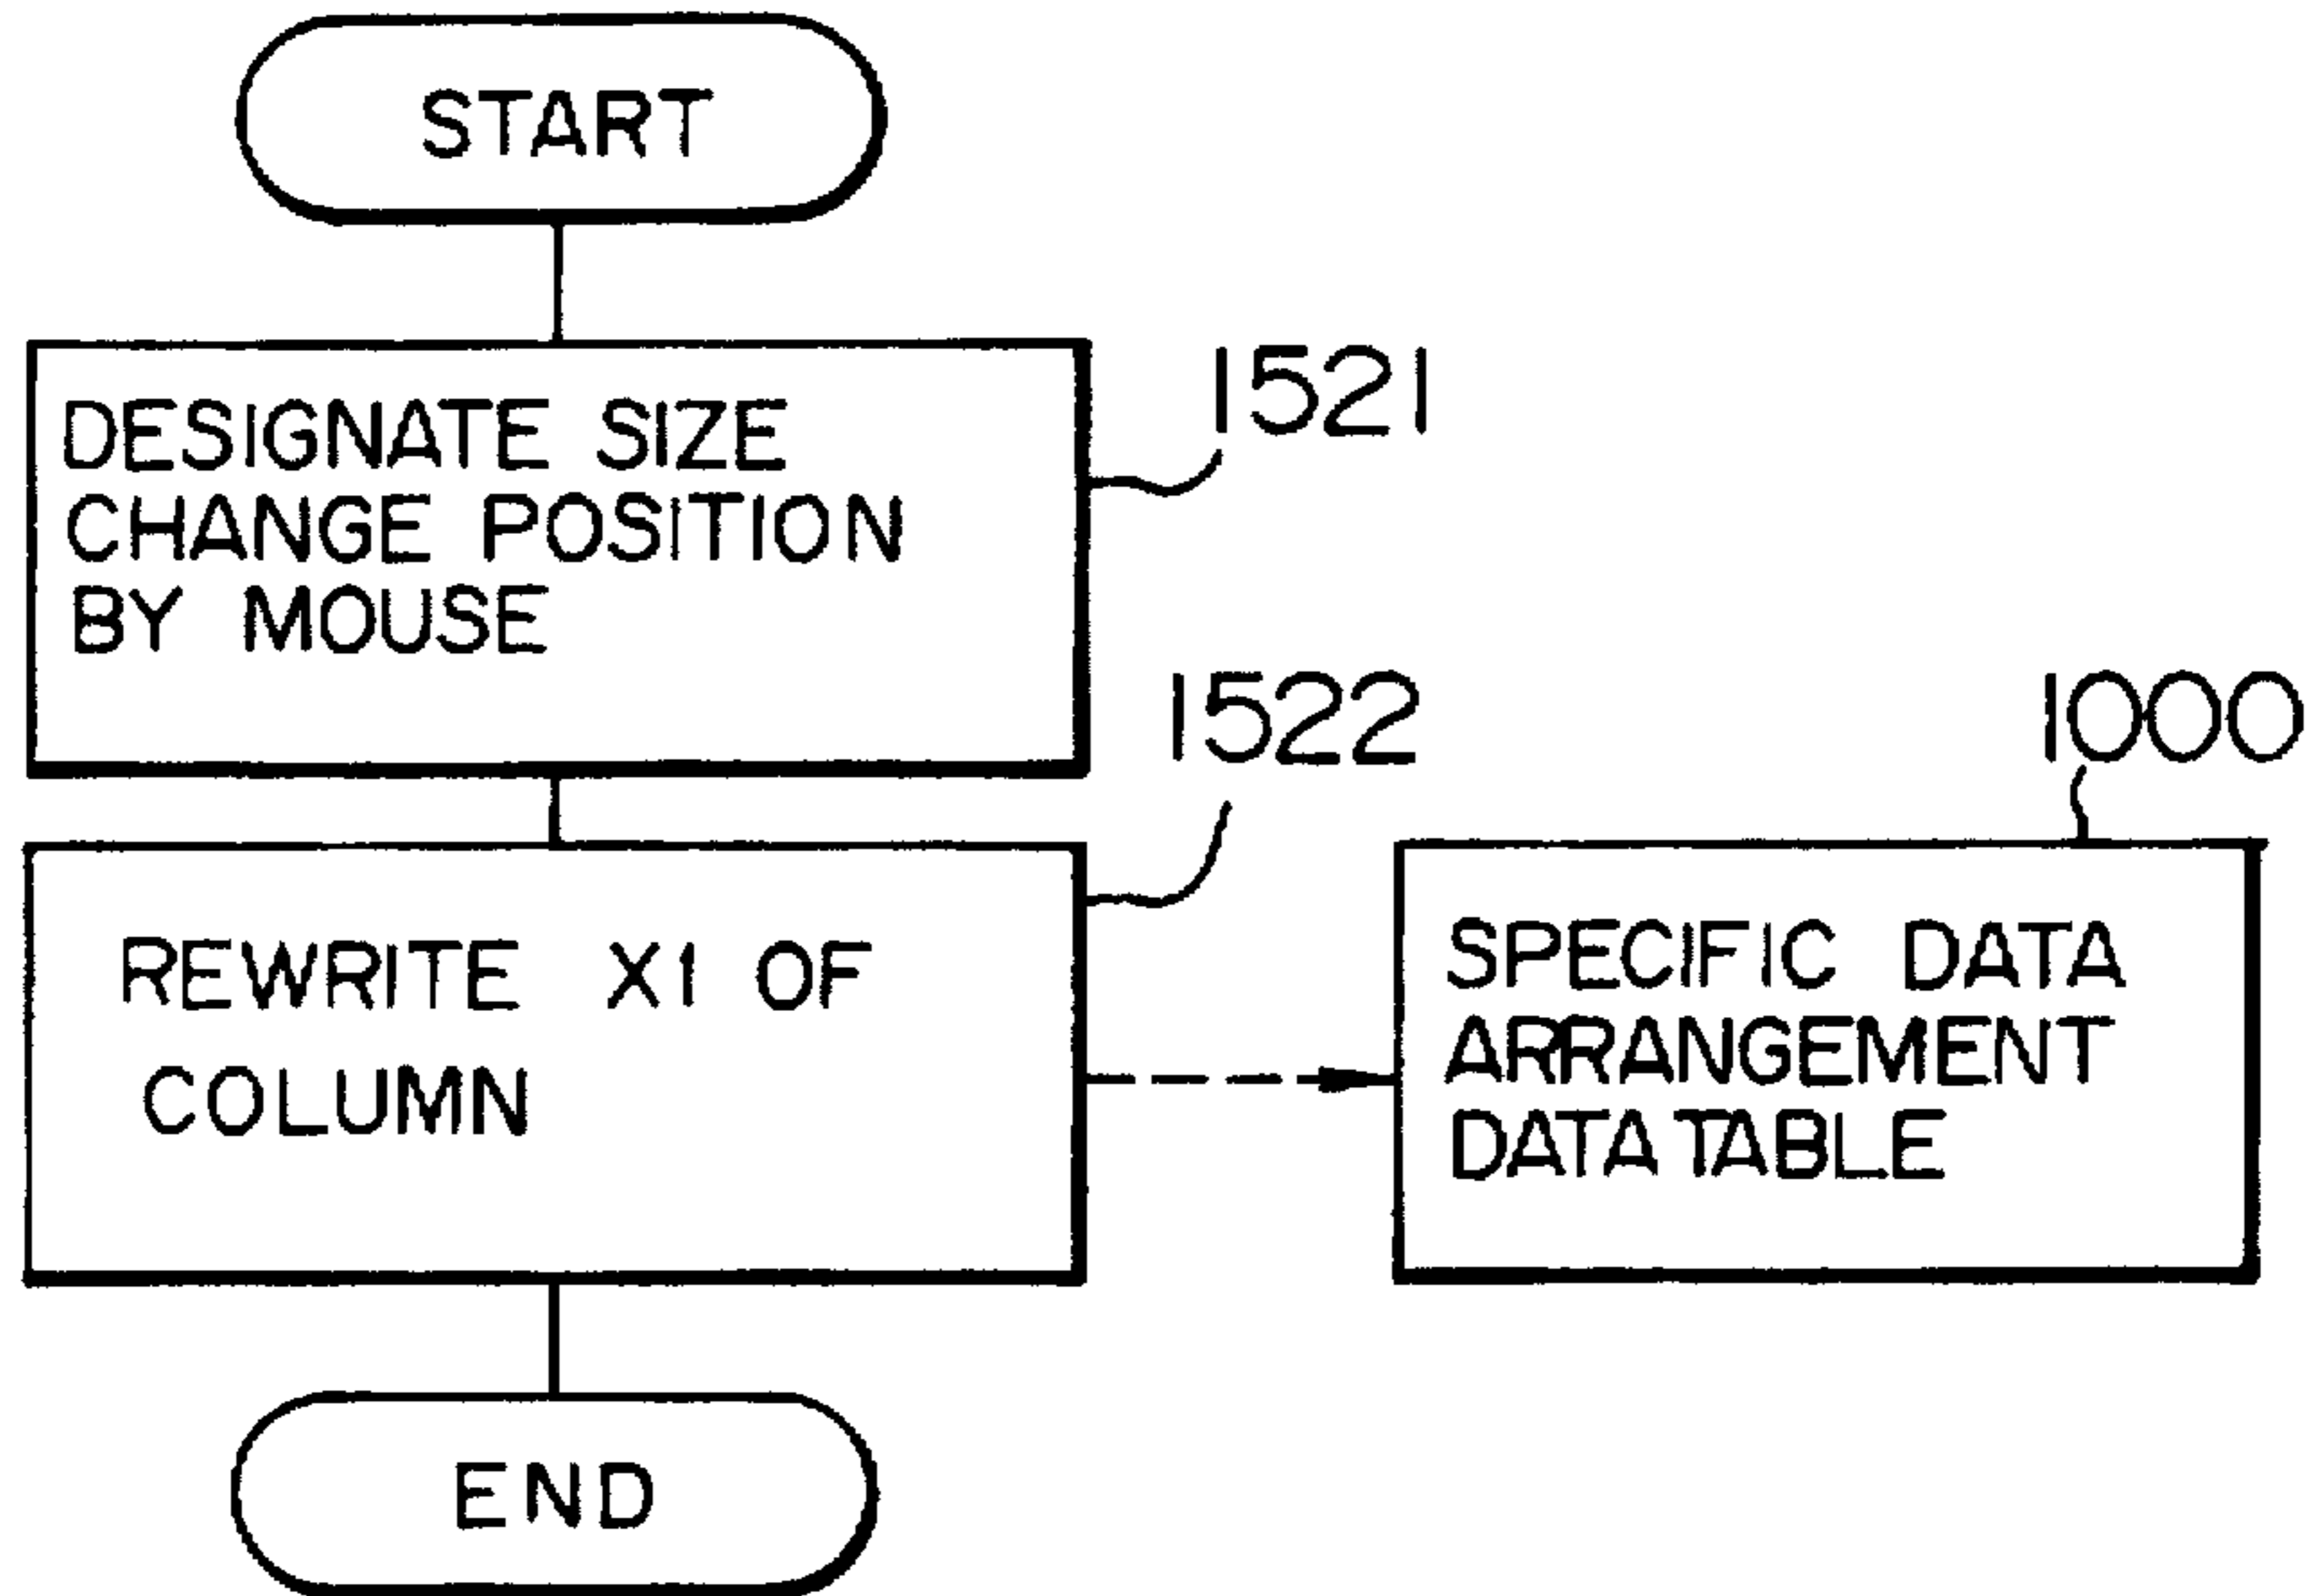 START
DESIGNATE SIZE
CHANGE POSITION
BY MOUSE
1521
1522
REWRITE X1 OF
COLUMN
1000
SPECIFIC DATA
ARRANGEMENT
DATA TABLE
END